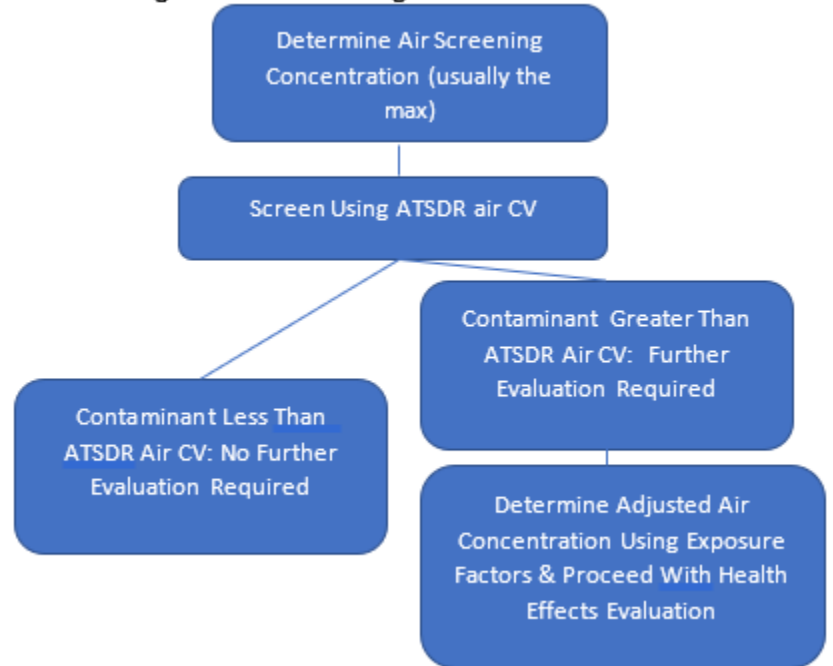 Determine Air Screening
Concentration (usually the
max)
Screen Using ATSDR air CV
Contaminant Greater Than
ATSDR Air CV: Further
Evaluation Required
Contaminant Less Than
ATSDR Air CV: No Further
Evaluation Required
Determine Adjusted Air
Concentration Using Exposure
Factors & Proceed With Health
Effects Evaluation